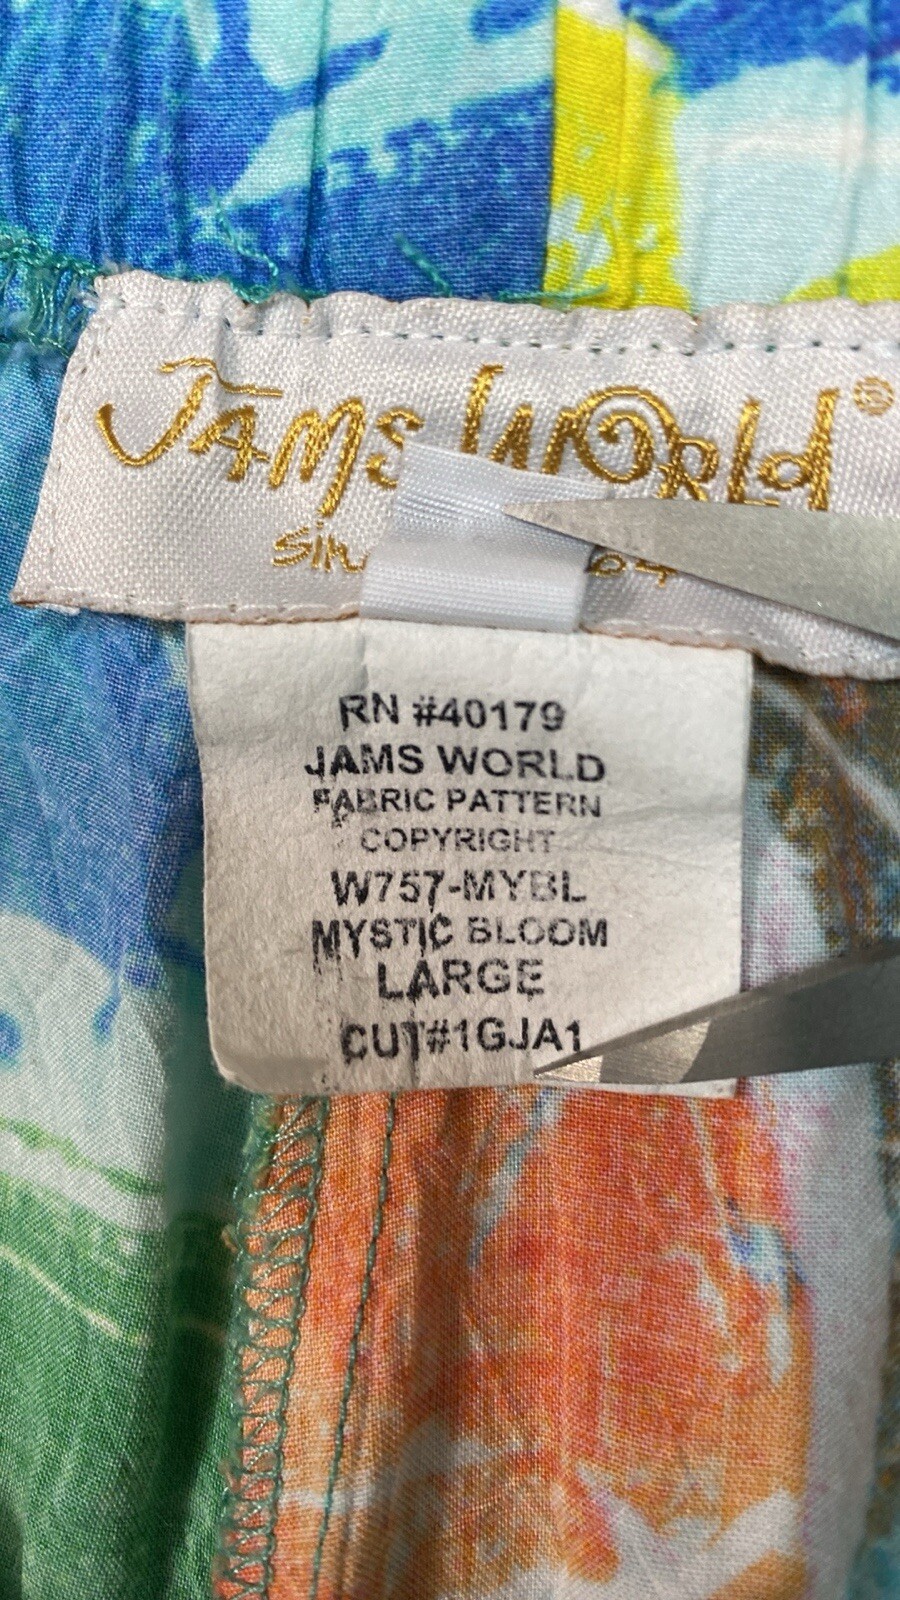 JAMS WORLD®
RN #40179
JAMS WORLD
FABRIC PATTERN
COPYRIGHT
W757-MYBL
MYSTIC BLOOM
LARGE
CUT#1GJA1